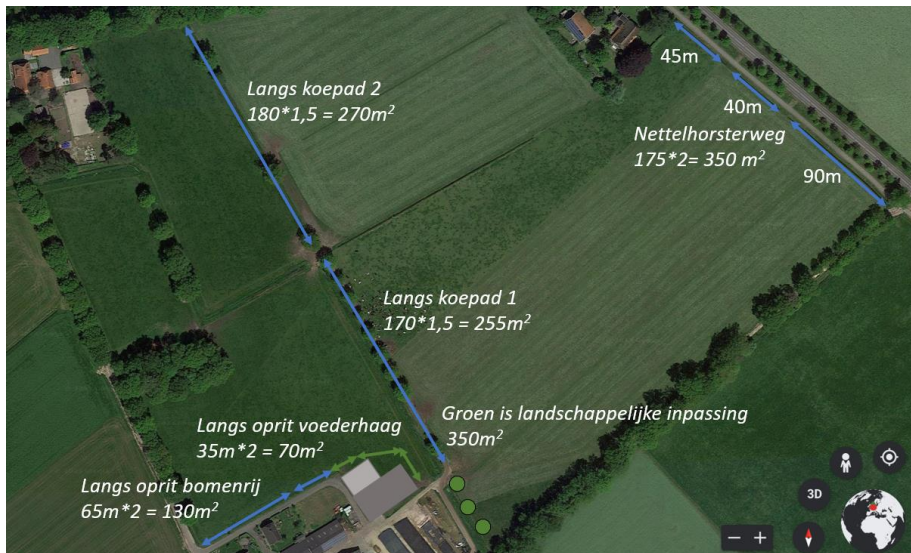 45m
Langs koepad 2
180*1,5 = 270m²
40m
Nettelhorsterweg
175*2= 350 m²
90m
Langs koepad 1
170*1,5 = 255m²
Groen is landschappelijke inpassing
350m²
Langs oprit voederhaag
35m*2 = 70m²
Langs oprit bomenrij
65m*2 = 130m²
3D